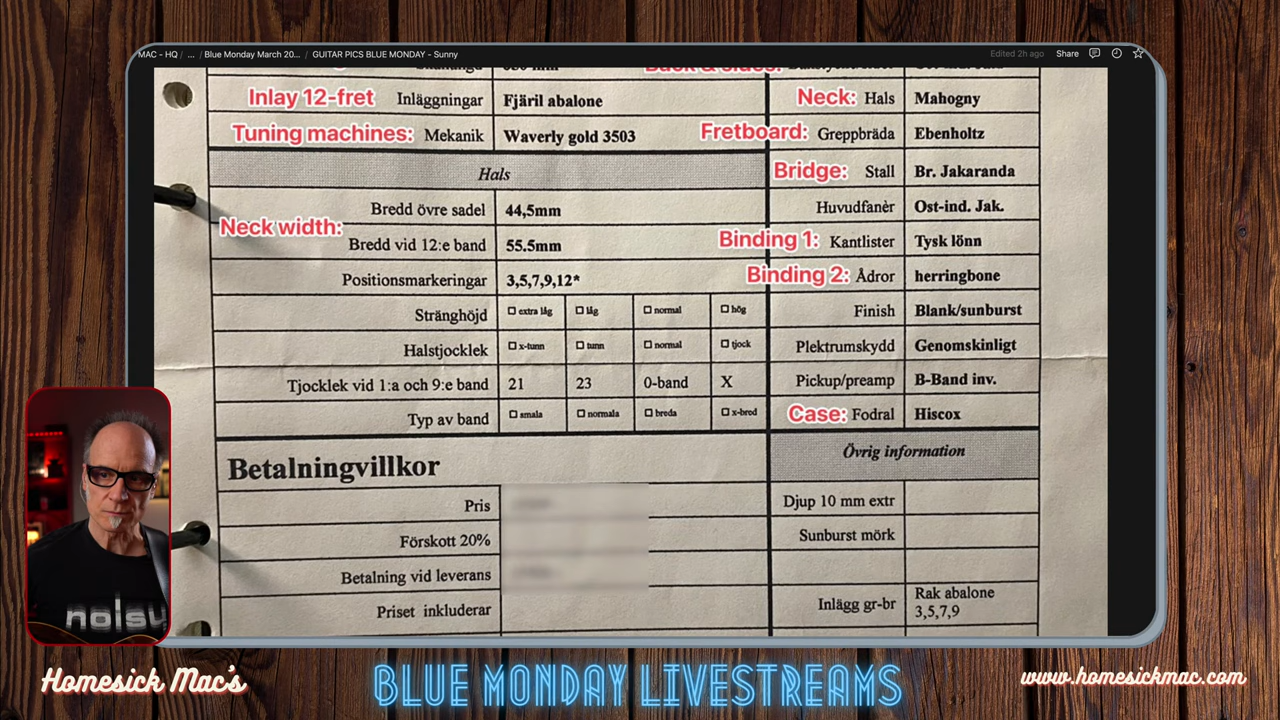 MAC - HQ / ... / Blue Monday March 20... / GUITAR PICS BLUE MONDAY - Sunny
Edited 2h ago Share
Inlay 12-fret Inläggningar Fjäril abalone
Neck: Hals Mahogny
Tuning machines: Mekanik Waverly gold 3503
Fretboard: Greppbräda Ebenholtz
Hals
Bridge: Stall Br. Jakaranda
Bredd övre sadel 44,5mm
Huvudfanèr Ost-ind. Jak.
Neck width:
Bredd vid 12:e band 55.5mm
Binding 1: Kantlister Tysk lönn
Positionsmarkeringar 3,5,7,9,12*
Binding 2: Ådror herringbone
Stränghöjd extra låg låg normal hög
Finish Blank/sunburst
Halstjocklek x-tunn tunn normal tjock
Plektrumskydd Genomskinligt
Tjocklek vid 1:a och 9:e band 21 23 0-band X
Pickup/preamp B-Band inv.
Typ av band smala normala breda x-bred
Case: Fodral Hiscox
Betalningvillkor
Övrig information
Pris
Djup 10 mm extr
Förskott 20%
Sunburst mörk
Betalning vid leverans
Priset inkluderar
Inlägg gr-br Rak abalone
3,5,7,9
noisy
Homesick Mac's
BLUE MONDAY LIVESTREAMS
www.homesickmac.com